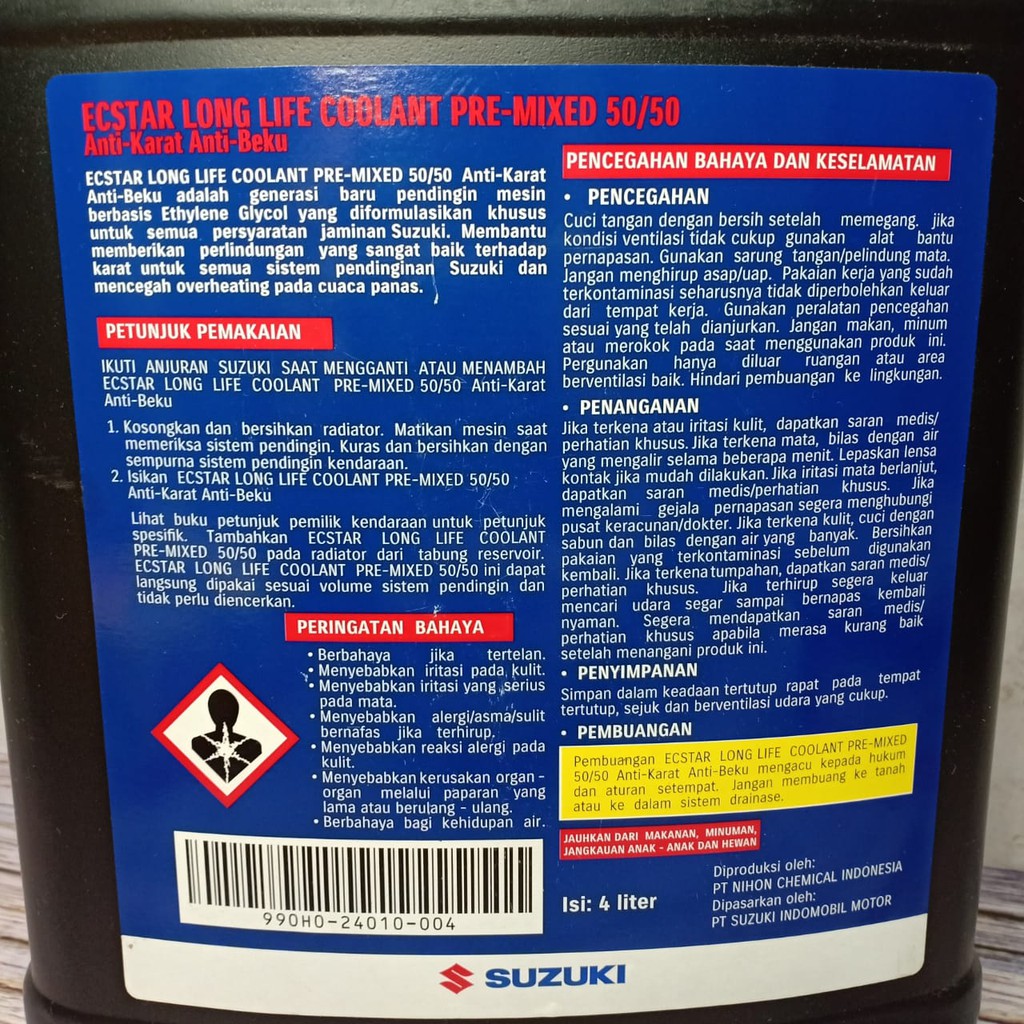 ECSTAR LONG LIFE COOLANT PRE-MIXED 50/50
Anti-Karat Anti-Beku
ECSTAR LONG LIFE COOLANT PRE-MIXED 50/50 Anti-Karat
Anti-Beku adalah generasi baru pendingin mesin
berbasis Ethylene Glycol yang diformulasikan khusus
untuk semua persyaratan jaminan Suzuki. Membantu
memberikan perlindungan yang sangat baik terhadap
karat untuk semua sistem pendinginan Suzuki dan
mencegah overheating pada cuaca panas.
PETUNJUK PEMAKAIAN
IKUTI ANJURAN SUZUKI SAAT MENGGANTI ATAU MENAMBAH
ECSTAR LONG LIFE COOLANT PRE-MIXED 50/50 Anti-Karat
Anti-Beku
1. Kosongkan dan bersihkan radiator. Matikan mesin saat
memeriksa sistem pendingin. Kuras dan bersihkan dengan
sempurna sistem pendingin kendaraan.
2. Isikan ECSTAR LONG LIFE COOLANT PRE-MIXED 50/50
Anti-Karat Anti-Beku
Lihat buku petunjuk pemilik kendaraan untuk petunjuk
spesifik. Tambahkan ECSTAR LONG LIFE COOLANT
PRE-MIXED 50/50 pada radiator dari tabung reservoir.
ECSTAR LONG LIFE COOLANT PRE-MIXED 50/50 ini dapat
langsung dipakai sesuai volume sistem pendingin dan
tidak perlu diencerkan.
PERINGATAN BAHAYA
• Berbahaya jika tertelan.
• Menyebabkan iritasi pada kulit.
• Menyebabkan iritasi yang serius
pada mata.
• Menyebabkan alergi/asma/sulit
bernafas jika terhirup.
• Menyebabkan reaksi alergi pada
kulit.
• Menyebabkan kerusakan organ -
organ melalui paparan yang
lama atau berulang - ulang.
• Berbahaya bagi kehidupan air.
990H0-24010-004
PENCEGAHAN BAHAYA DAN KESELAMATAN
• PENCEGAHAN
Cuci tangan dengan bersih setelah memegang. jika
kondisi ventilasi tidak cukup gunakan alat bantu
pernapasan. Gunakan sarung tangan/pelindung mata.
Jangan menghirup asap/uap. Pakaian kerja yang sudah
terkontaminasi seharusnya tidak diperbolehkan keluar
dari tempat kerja. Gunakan peralatan pencegahan
sesuai yang telah dianjurkan. Jangan makan, minum
atau merokok pada saat menggunakan produk ini.
Pergunakan hanya diluar ruangan atau area
berventilasi baik. Hindari pembuangan ke lingkungan.
• PENANGANAN
Jika terkena atau iritasi kulit, dapatkan saran medis/
perhatian khusus. Jika terkena mata, bilas dengan air
yang mengalir selama beberapa menit. Lepaskan lensa
kontak jika mudah dilakukan. Jika iritasi mata berlanjut,
dapatkan saran medis/perhatian khusus. Jika
mengalami gejala pernapasan segera menghubungi
pusat keracunan/dokter. Jika terkena kulit, cuci dengan
sabun dan bilas dengan air yang banyak. Bersihkan
pakaian yang terkontaminasi sebelum digunakan
kembali. Jika terkena tumpahan, dapatkan saran medis/
perhatian khusus. Jika terhirup segera keluar
mencari udara segar sampai bernapas kembali
nyaman. Segera mendapatkan saran medis/
perhatian khusus apabila merasa kurang baik
setelah menangani produk ini.
• PENYIMPANAN
Simpan dalam keadaan tertutup rapat pada tempat
tertutup, sejuk dan berventilasi udara yang cukup.
• PEMBUANGAN
Pembuangan ECSTAR LONG LIFE COOLANT PRE-MIXED
50/50 Anti-Karat Anti-Beku mengacu kepada hukum
dan aturan setempat. Jangan membuang ke tanah
atau ke dalam sistem drainase.
JAUHKAN DARI MAKANAN, MINUMAN,
JANGKAUAN ANAK - ANAK DAN HEWAN
Isi: 4 liter
Diproduksi oleh:
PT NIHON CHEMICAL INDONESIA
Dipasarkan oleh:
PT SUZUKI INDOMOBIL MOTOR
SUZUKI